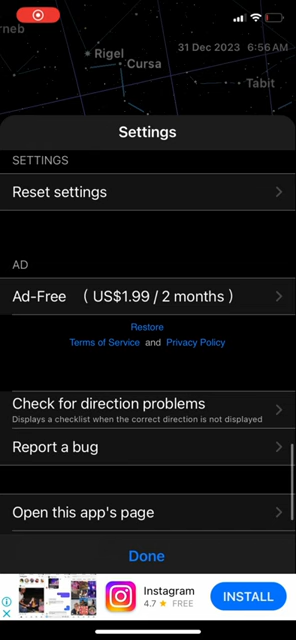 rneb
Rigel
31 Dec 2023 6:56AM
Cursa
Tabit
Settings
SETTINGS
Reset settings
AD
Ad-Free ( US$1.99 / 2 months )
Restore
Terms of Service and Privacy Policy
Check for direction problems
Displays a checklist when the correct direction is not displayed
Report a bug
Open this app's page
Done
Instagram
4.7 ★ FREE
INSTALL